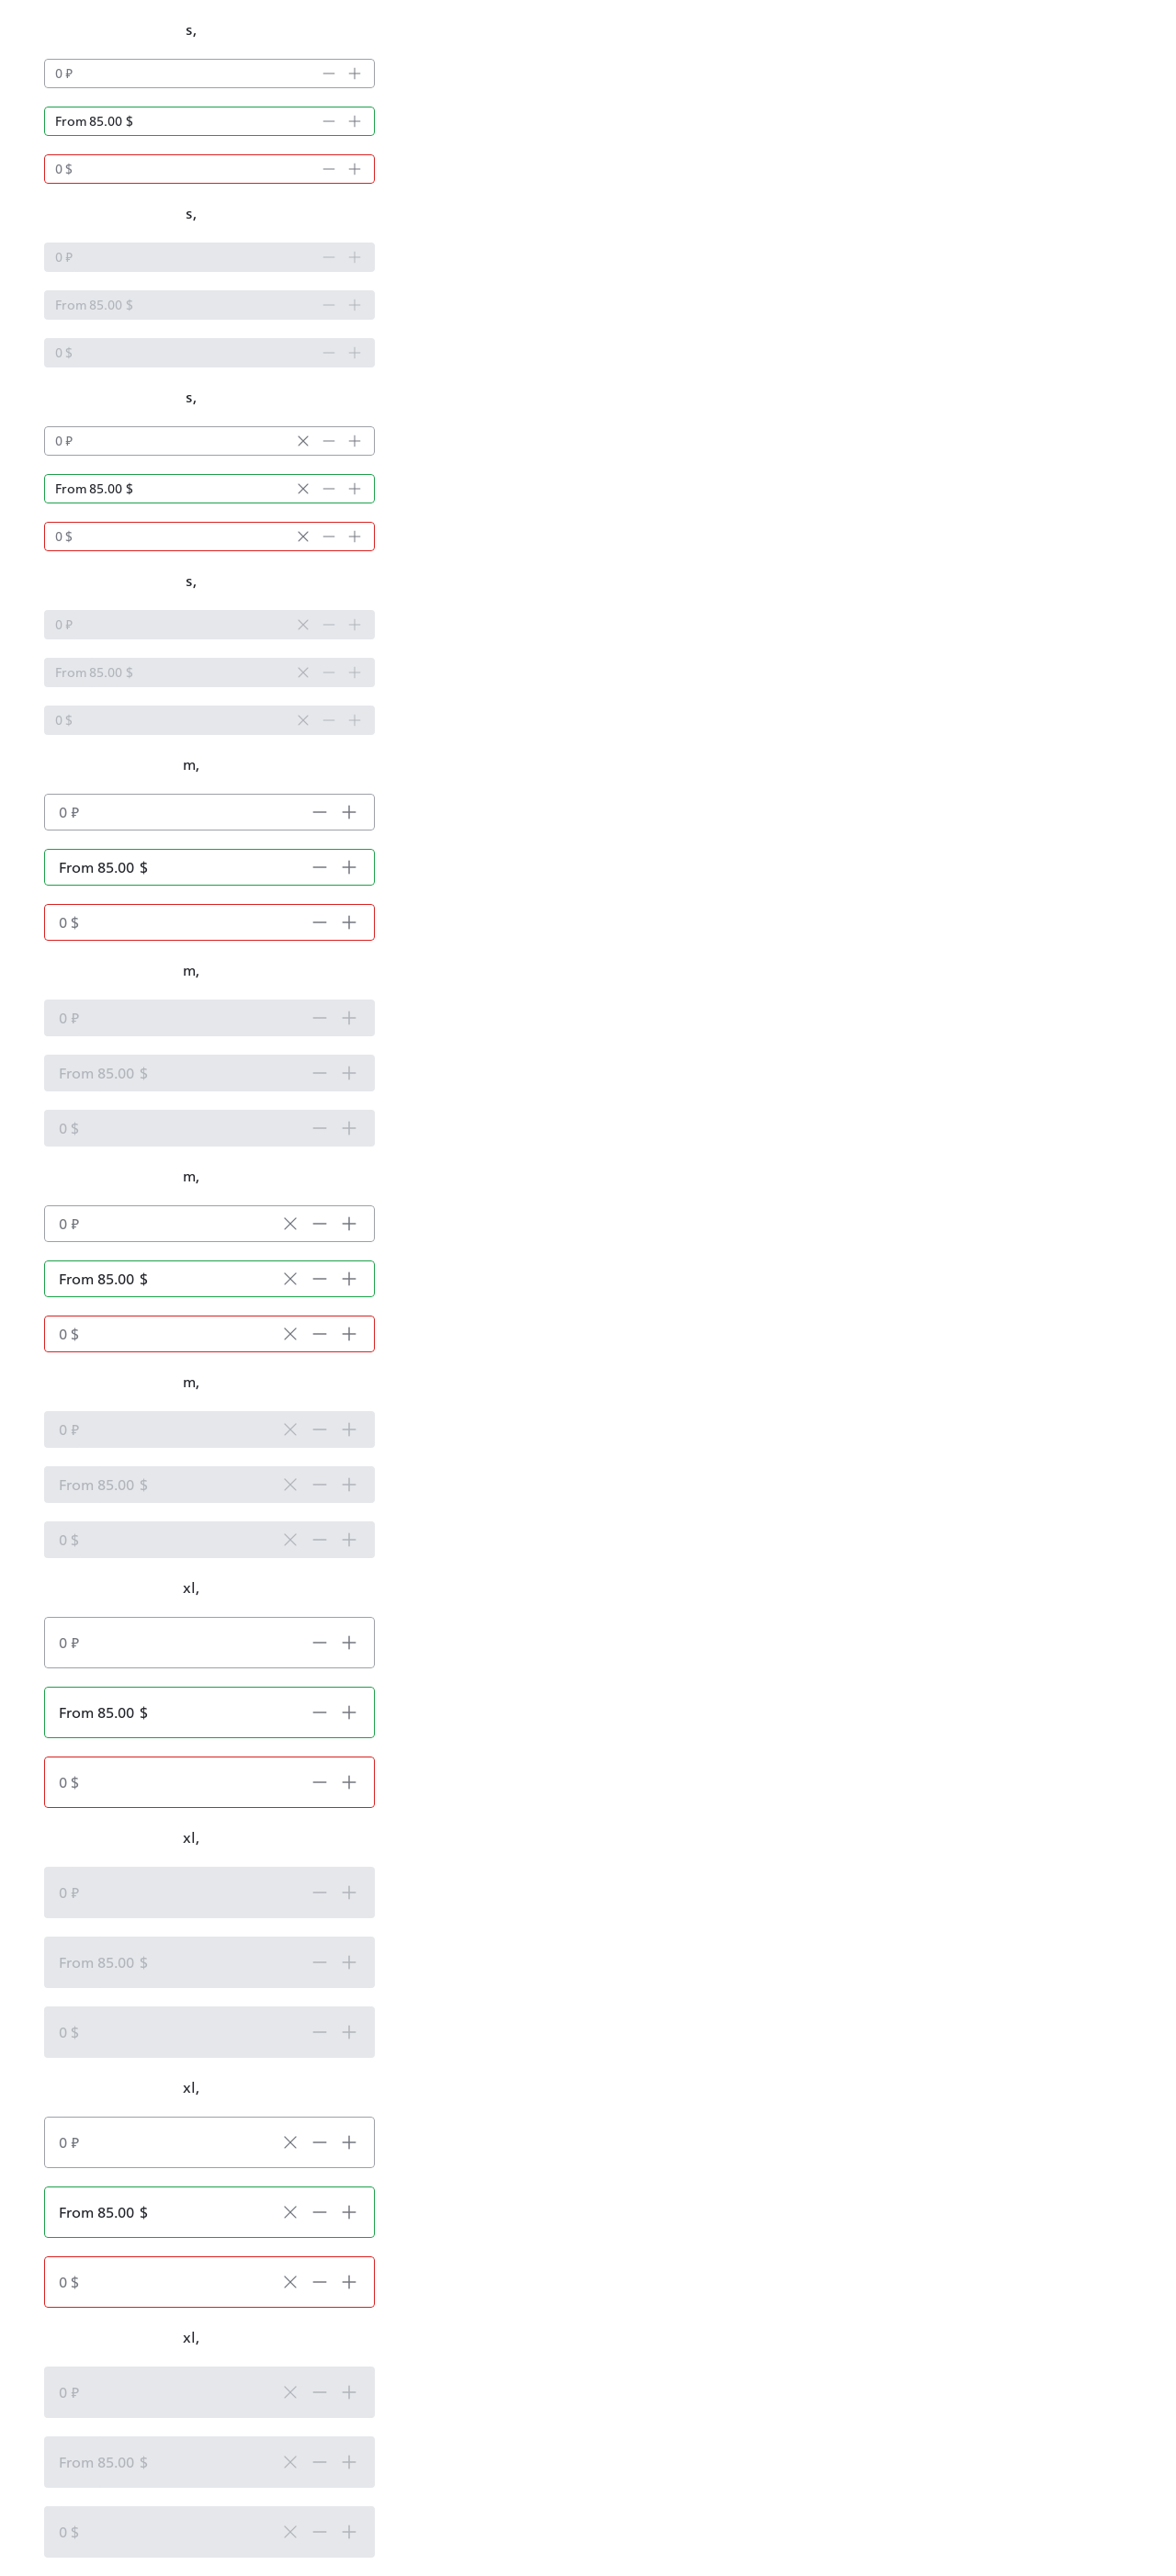 s,
0 ₽
From 85.00 $
0 $
s,
0 ₽
From 85.00 $
0 $
s,
0 ₽
From 85.00 $
0 $
s,
0 ₽
From 85.00 $
0 $
m,
0 ₽
From 85.00 $
0 $
m,
0 ₽
From 85.00 $
0 $
m,
0 ₽
From 85.00 $
0 $
m,
0 ₽
From 85.00 $
0 $
xl,
0 ₽
From 85.00 $
0 $
xl,
0 ₽
From 85.00 $
0 $
xl,
0 ₽
From 85.00 $
0 $
xl,
0 ₽
From 85.00 $
0 $